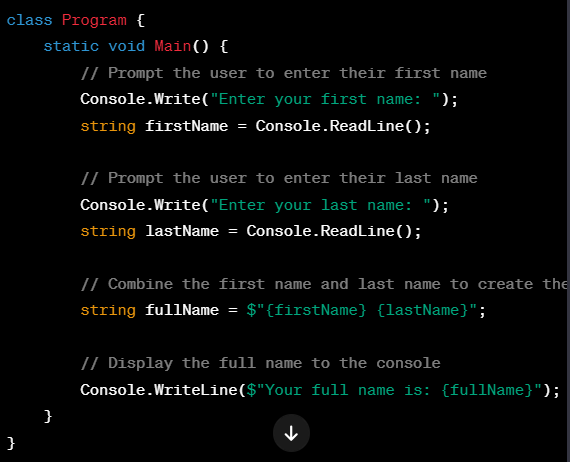 class Program {
    static void Main() {
        // Prompt the user to enter their first name
        Console.Write("Enter your first name: ");
        string firstName = Console.ReadLine();

        // Prompt the user to enter their last name
        Console.Write("Enter your last name: ");
        string lastName = Console.ReadLine();

        // Combine the first name and last name to create the
        string fullName = $"{firstName} {lastName}";

        // Display the full name to the console
        Console.WriteLine($"Your full name is: {fullName}");
    }
}